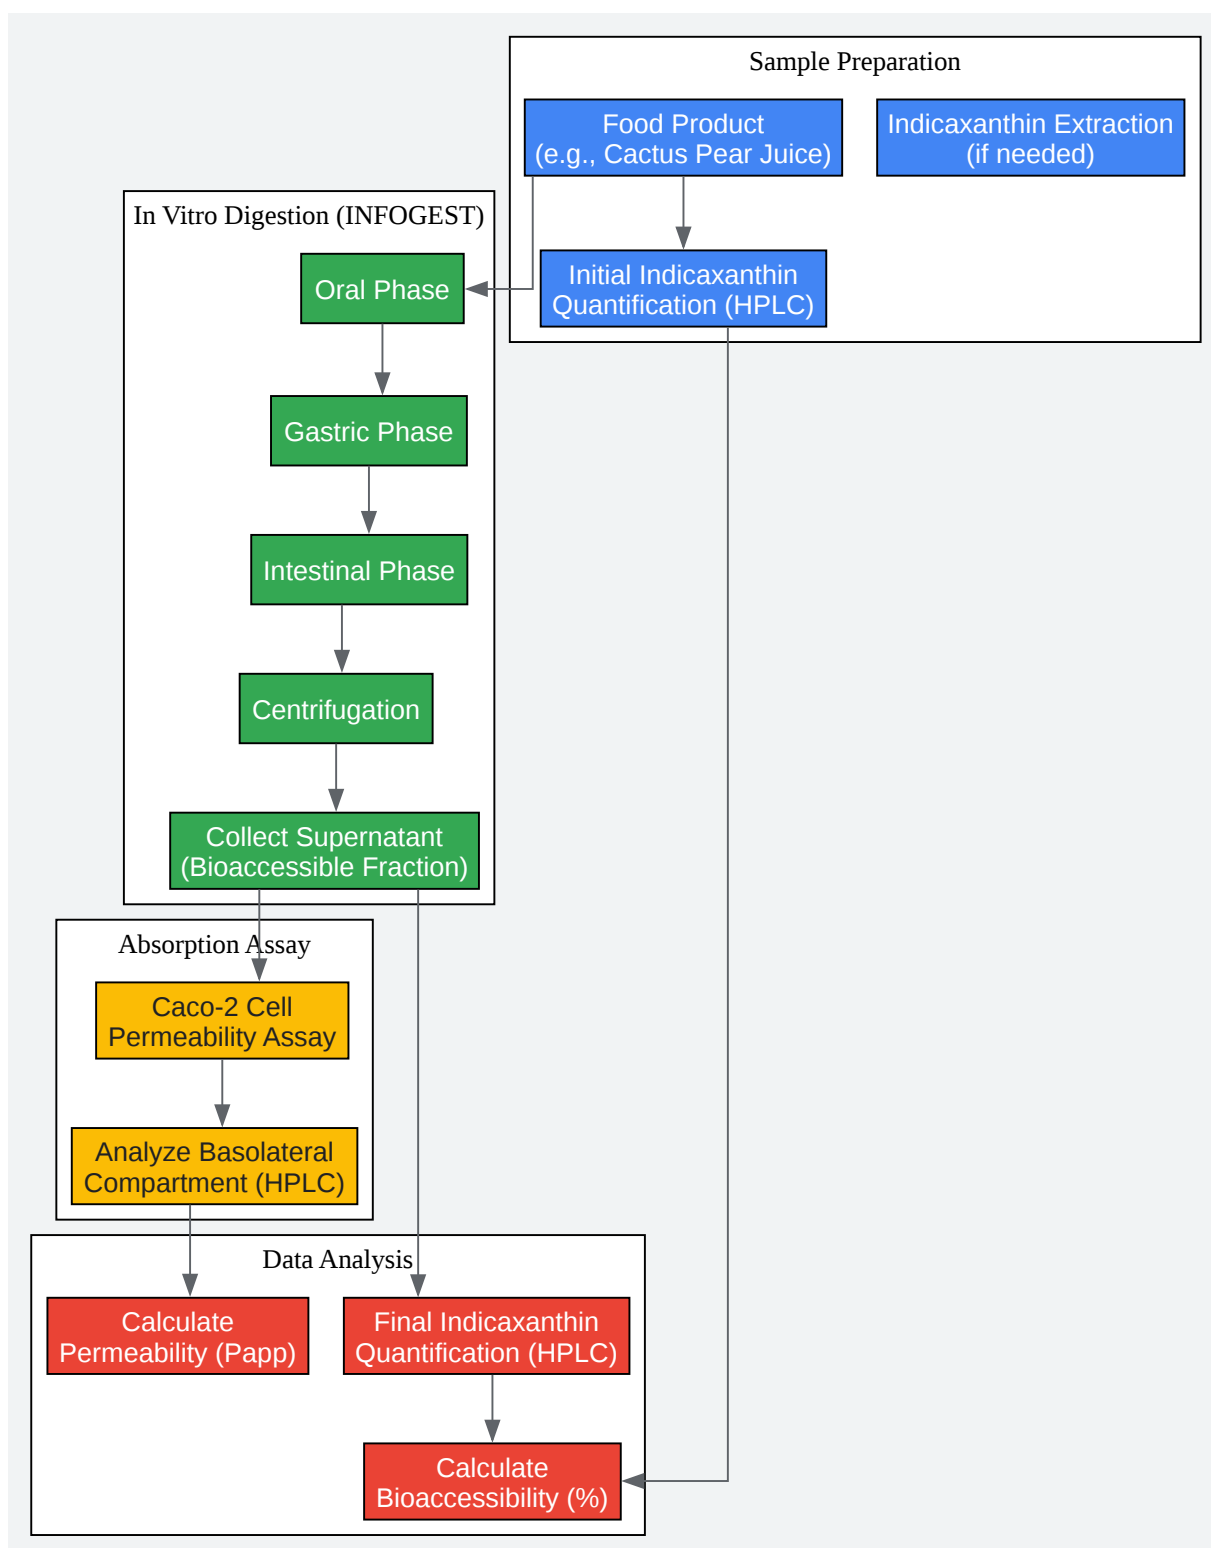 Sample Preparation
Food Product
(e.g., Cactus Pear Juice)
Indicaxanthin Extraction
(if needed)
Initial Indicaxanthin
Quantification (HPLC)
In Vitro Digestion (INFOGEST)
Oral Phase
Gastric Phase
Intestinal Phase
Centrifugation
Collect Supernatant
(Bioaccessible Fraction)
Absorption Assay
Caco-2 Cell
Permeability Assay
Analyze Basolateral
Compartment (HPLC)
Data Analysis
Calculate
Permeability (Papp)
Final Indicaxanthin
Quantification (HPLC)
Calculate
Bioaccessibility (%)